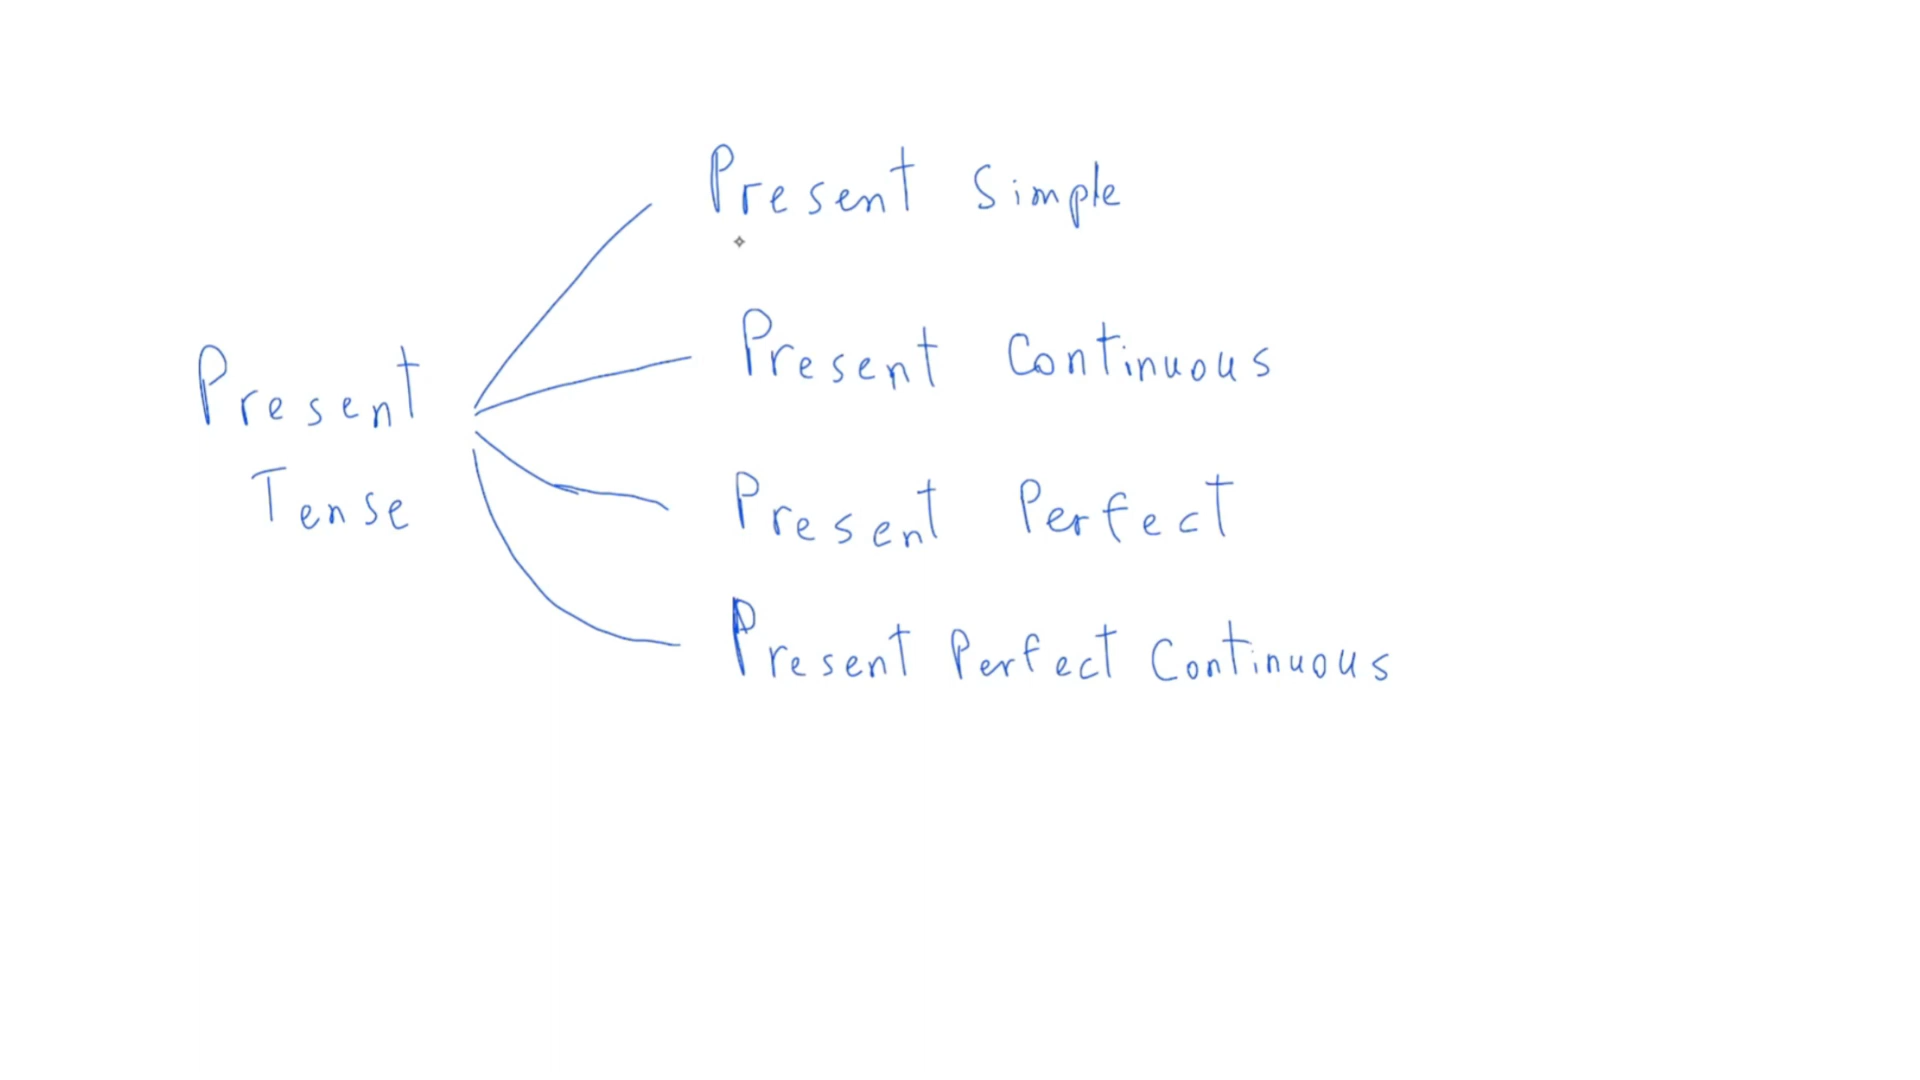 Present Simple
Present Continuous
Present
Tense
Present Perfect
Present Perfect Continuous